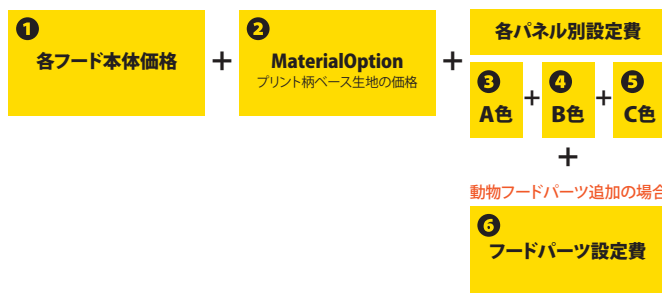 ❶
各フード本体価格
+
❷
MaterialOption
プリント柄ベース生地の価格
+
各パネル別設定費
❸
A色
+
❹
B色
+
❺
C色
+
動物フードパーツ追加の場合
❻
フードパーツ設定費